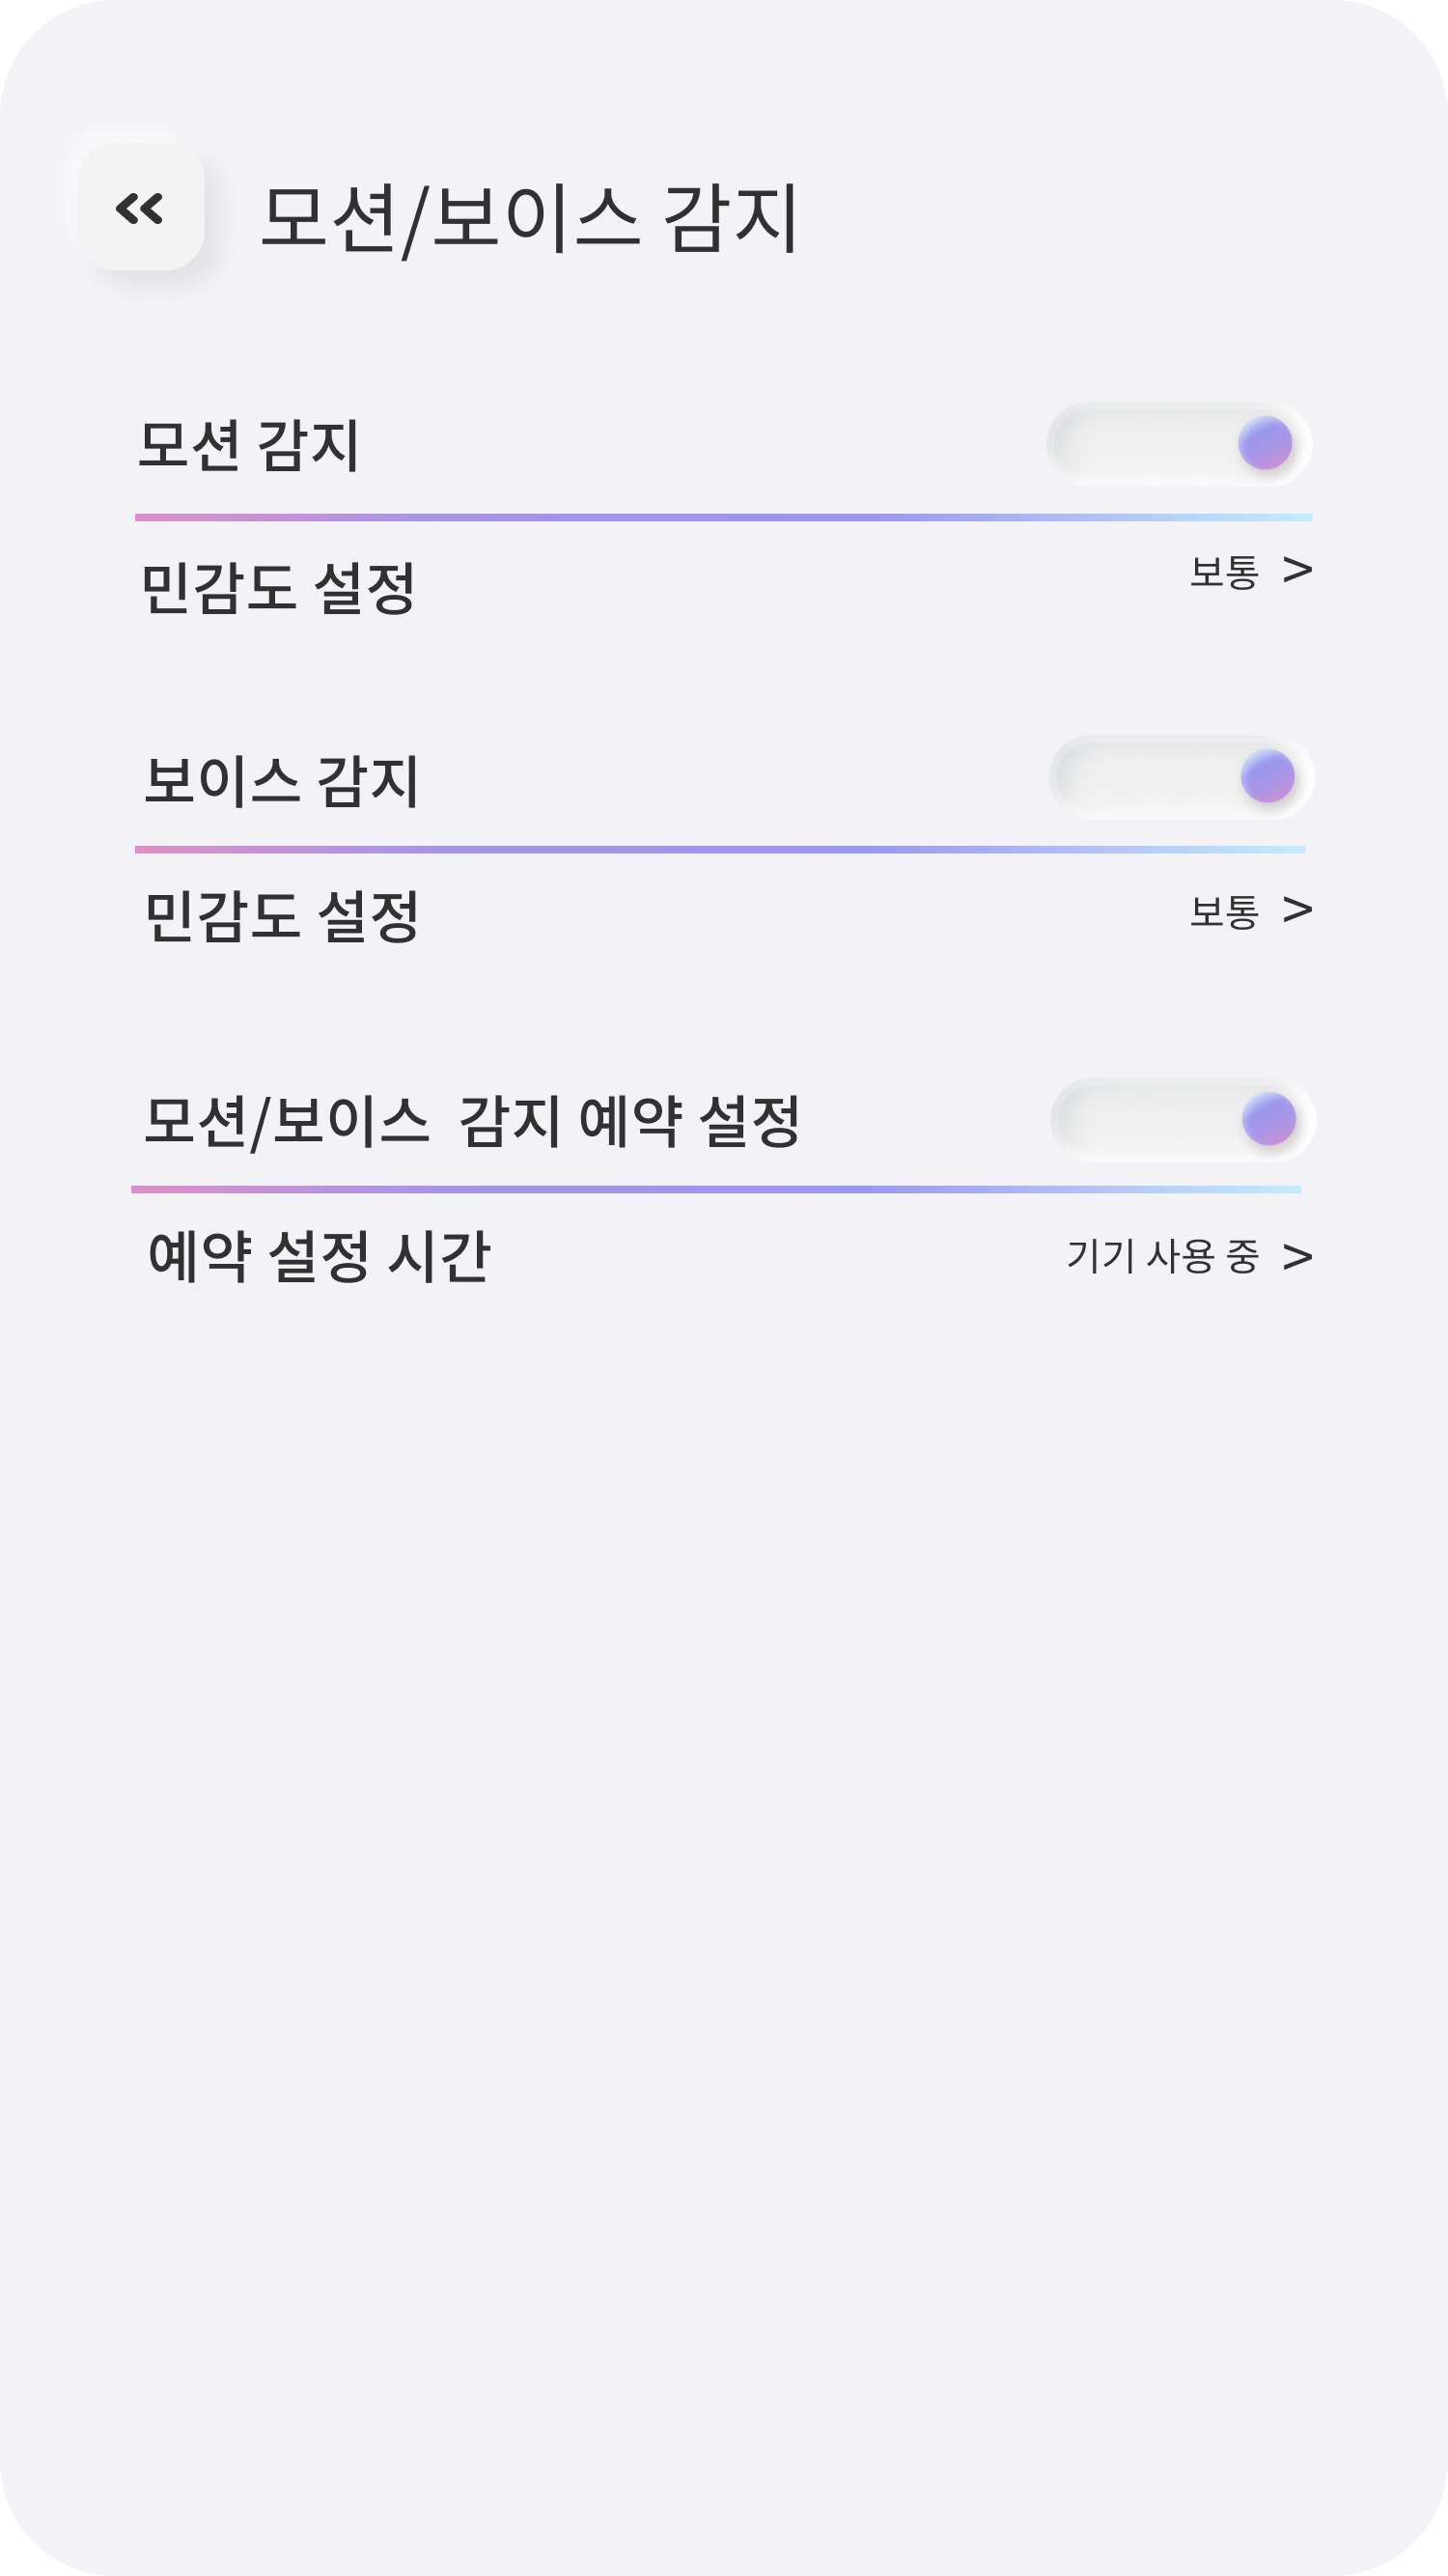 모션/보이스 감지
모션 감지
민감도 설정 보통 >
보이스 감지
민감도 설정 보통 >
모션/보이스 감지 예약 설정
예약 설정 시간 기기 사용 중 >